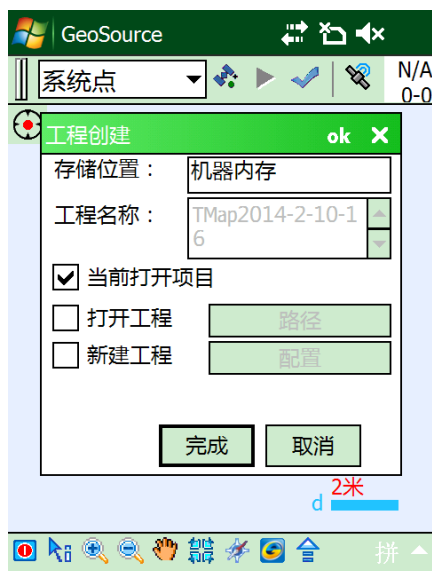 GeoSource
系统点
N/A
0-0
工程创建
ok
存储位置：
机器内存
工程名称：
TMap2014-2-10-1
6
当前打开项目
打开工程
路径
新建工程
配置
完成
取消
2米
d
拼